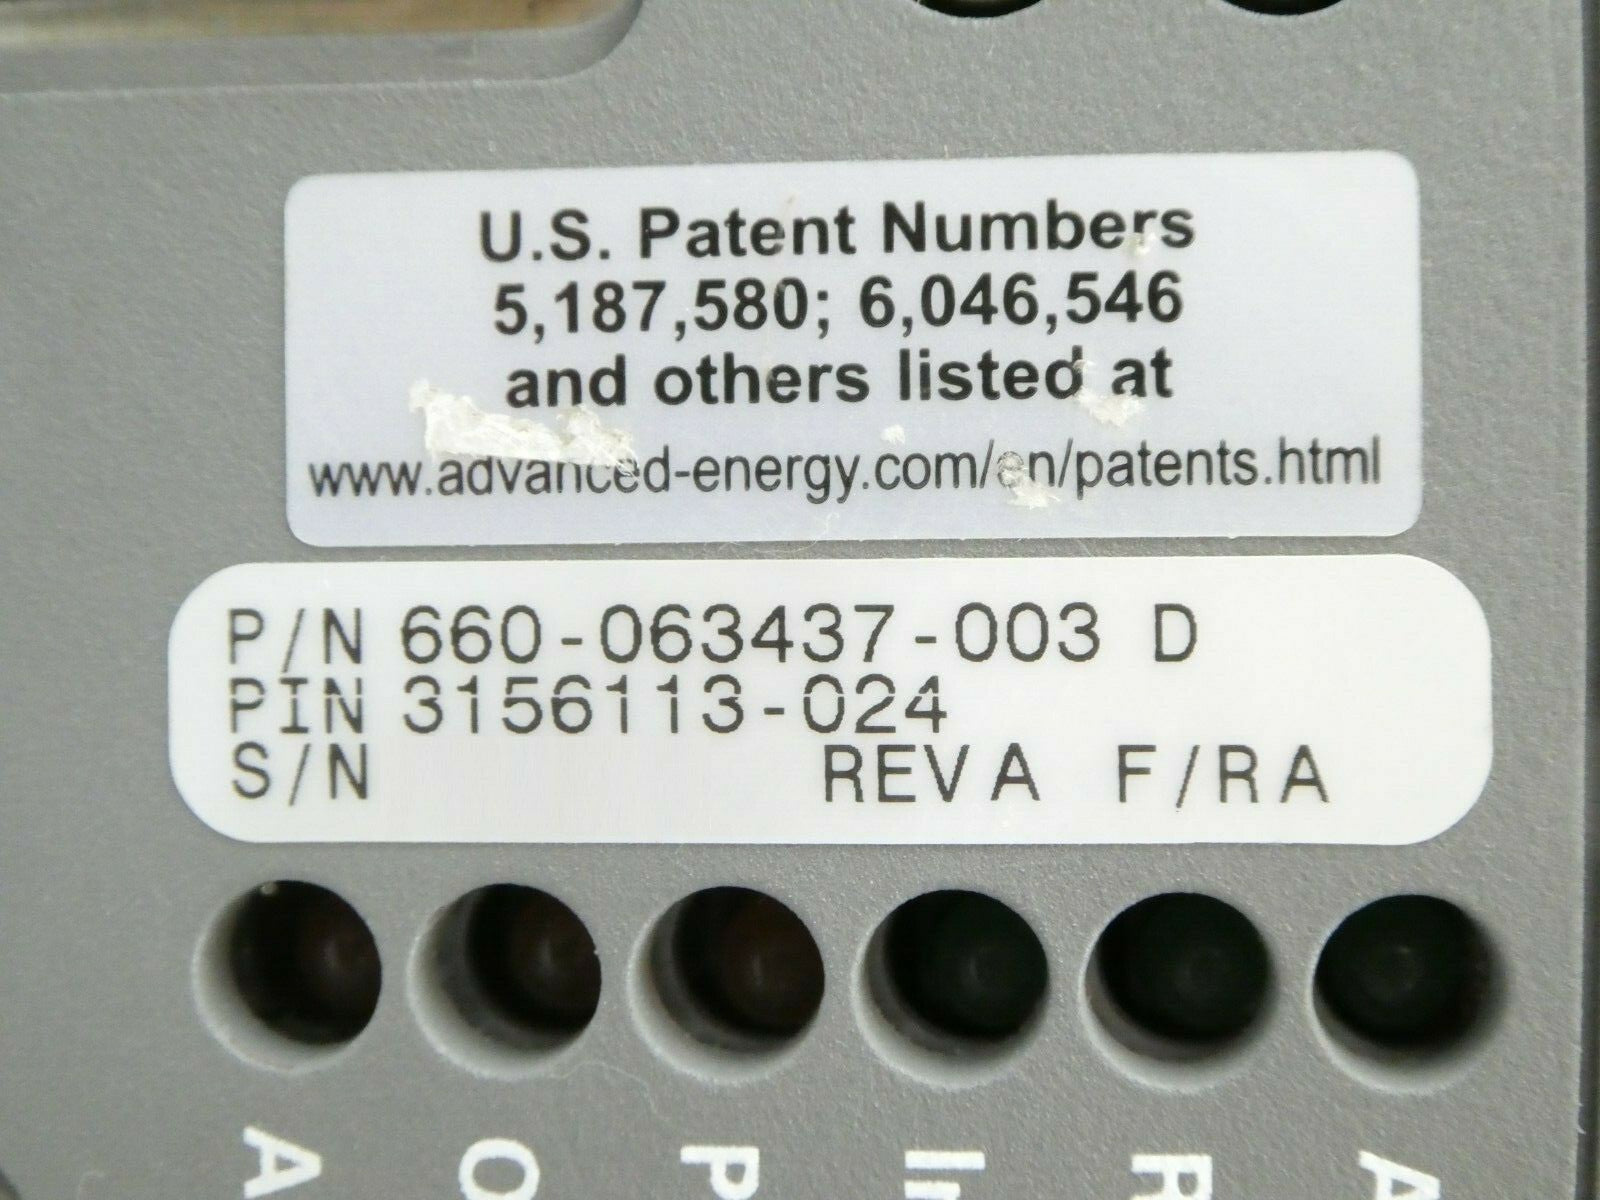 U.S. Patent Numbers
5,187,580; 6,046,546
and others listed at
www.advanced-energy.com/en/patents.html
P/N 660-063437-003 D
PIN 3156113-024
S/N REV A F/R A
A
O
P
R
A